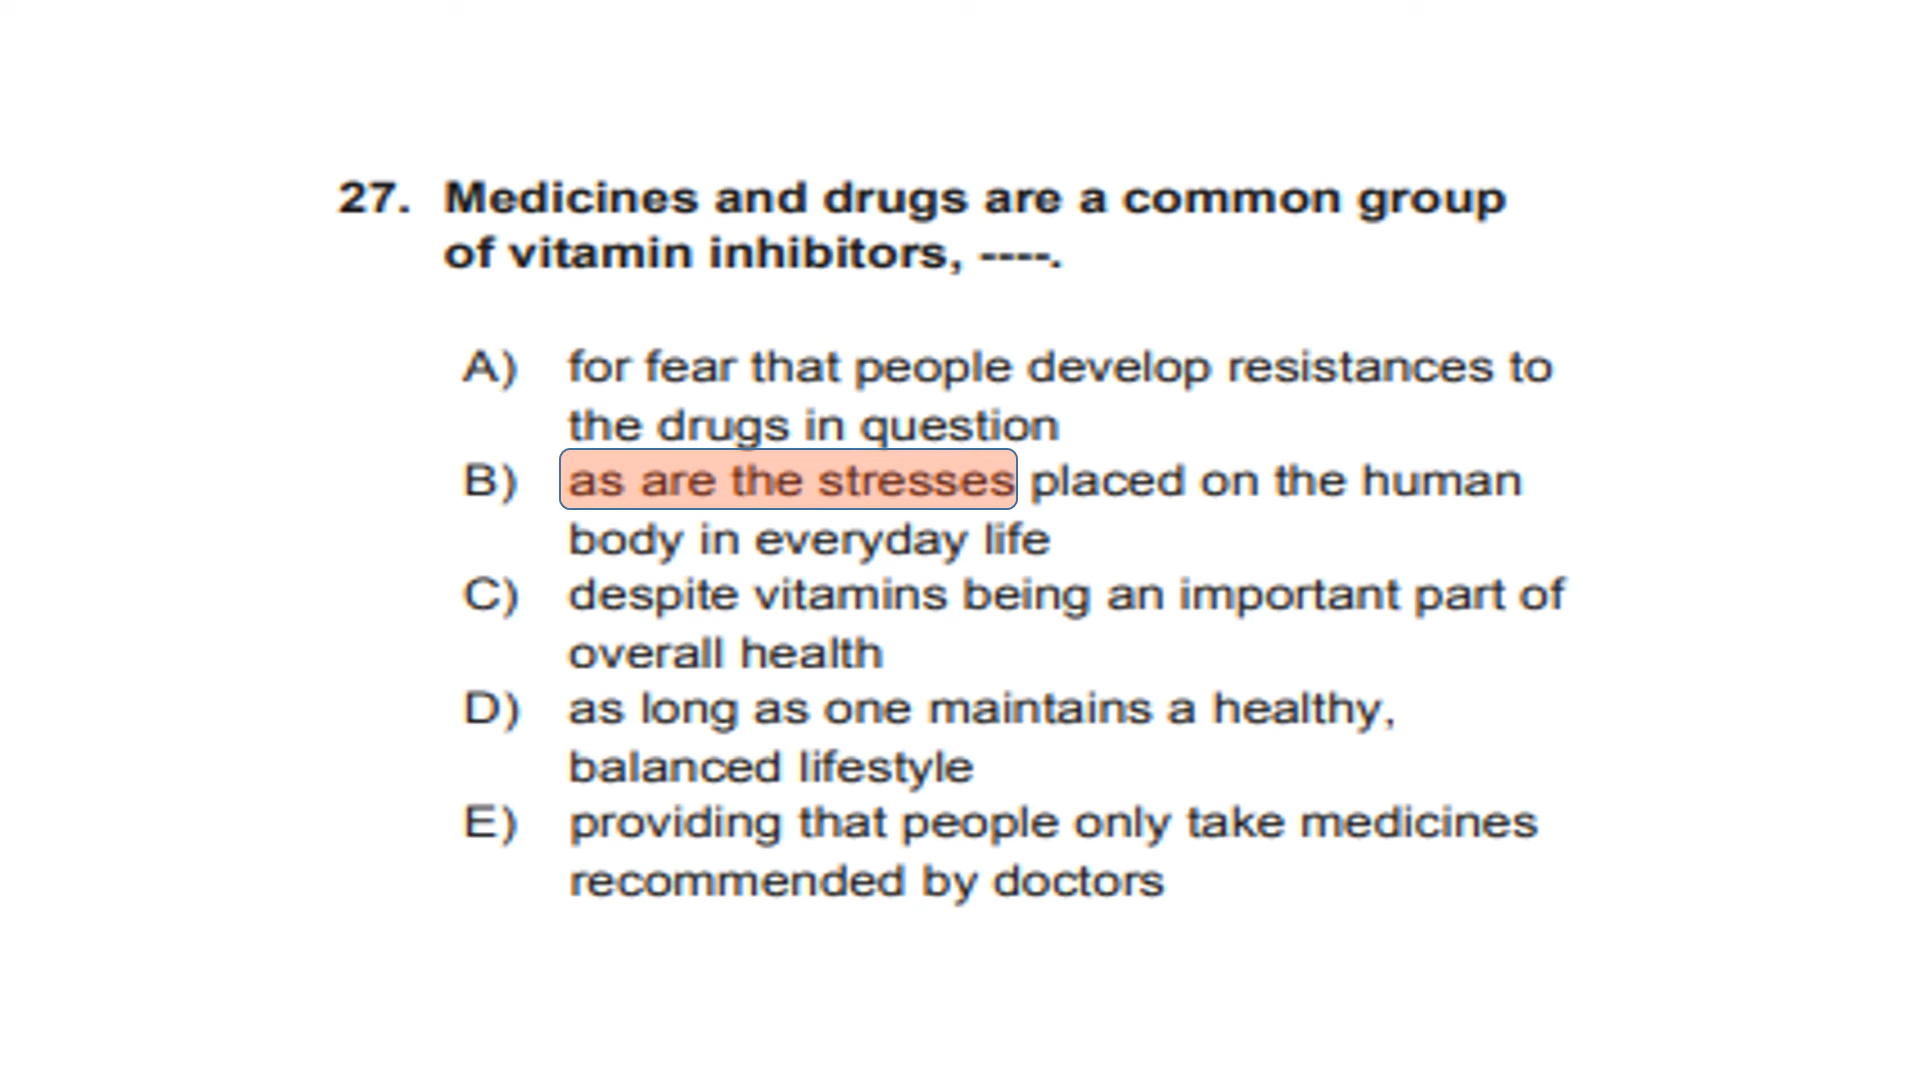 27. Medicines and drugs are a common group
of vitamin inhibitors, ----.
A) for fear that people develop resistances to
the drugs in question
B) as are the stresses placed on the human
body in everyday life
C) despite vitamins being an important part of
overall health
D) as long as one maintains a healthy,
balanced lifestyle
E) providing that people only take medicines
recommended by doctors